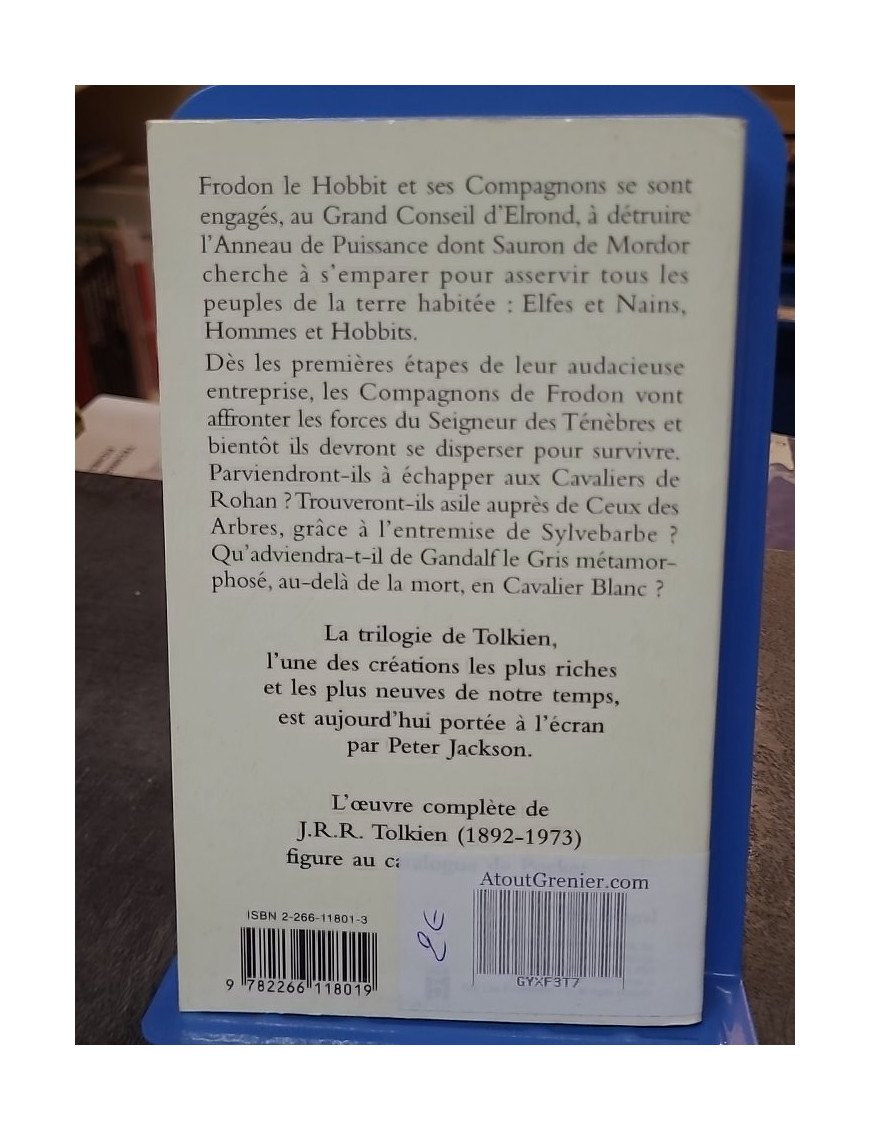 Frodon le Hobbit et ses Compagnons se sont
engagés, au Grand Conseil d'Elrond, à détruire
l'Anneau de Puissance dont Sauron de Mordor
cherche à s'emparer pour asservir tous les
peuples de la terre habitée : Elfes et Nains,
Hommes et Hobbits.
Dès les premières étapes de leur audacieuse
entreprise, les Compagnons de Frodon vont
affronter les forces du Seigneur des Ténèbres et
bientôt ils devront se disperser pour survivre.
Parviendront-ils à échapper aux Cavaliers de
Rohan ? Trouveront-ils asile auprès de Ceux des
Arbres, grâce à l'entremise de Sylvebarbe ?
Qu'adviendra-t-il de Gandalf le Gris métamor-
phosé, au-delà de la mort, en Cavalier Blanc ?
La trilogie de Tolkien,
l'une des créations les plus riches
et les plus neuves de notre temps,
est aujourd'hui portée à l'écran
par Peter Jackson.
L'œuvre complète de
J.R.R. Tolkien (1892-1973)
figure au
AtoutGrenier.com
GYXF3T7
2€
ISBN 2-266-11801-3
9 782266 118019